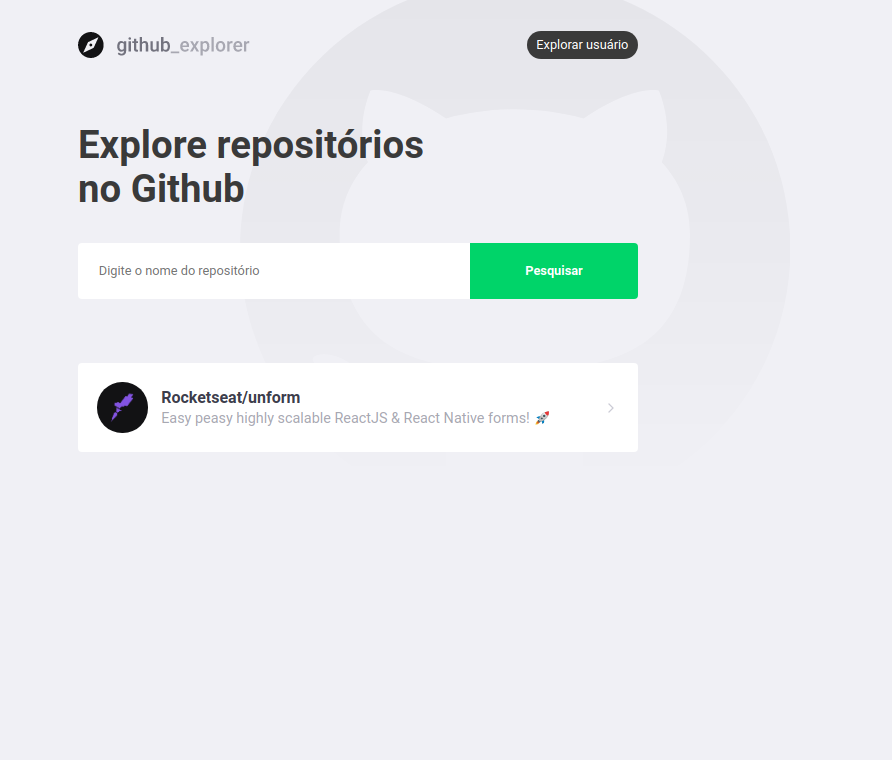 github_explorer
Explorar usuário
Explore repositórios
no Github
Digite o nome do repositório
Pesquisar
Rocketseat/unform
Easy peasy highly scalable ReactJS & React Native forms! 🚀